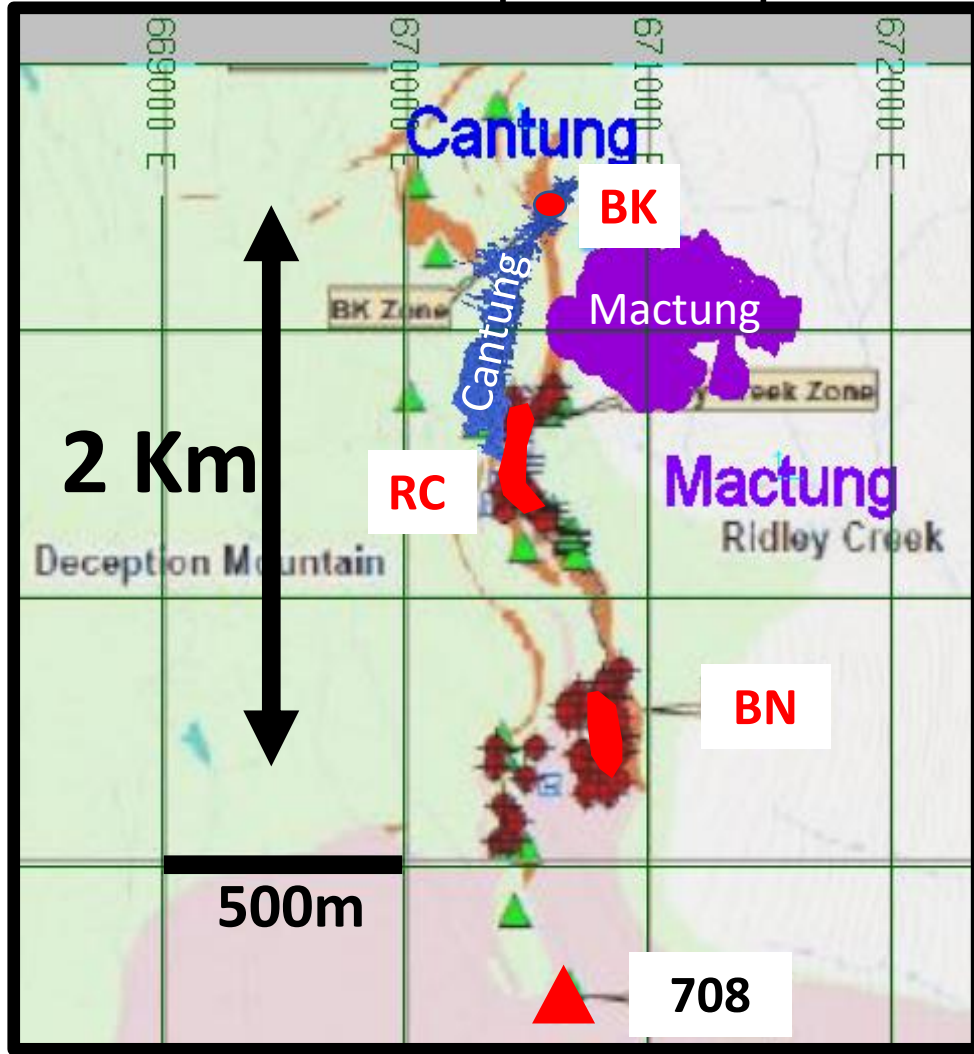 669000 E
670000 E
671000 E
672000 E
Cantung
BK
BK Zone
Cantung
Mactung
Zone
2 Km
RC
Mactung
Ridley Creek
Deception Mountain
BN
500m
708